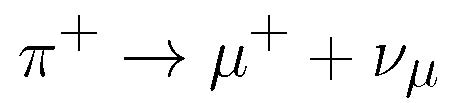 π⁺ → μ⁺ + ν_μ